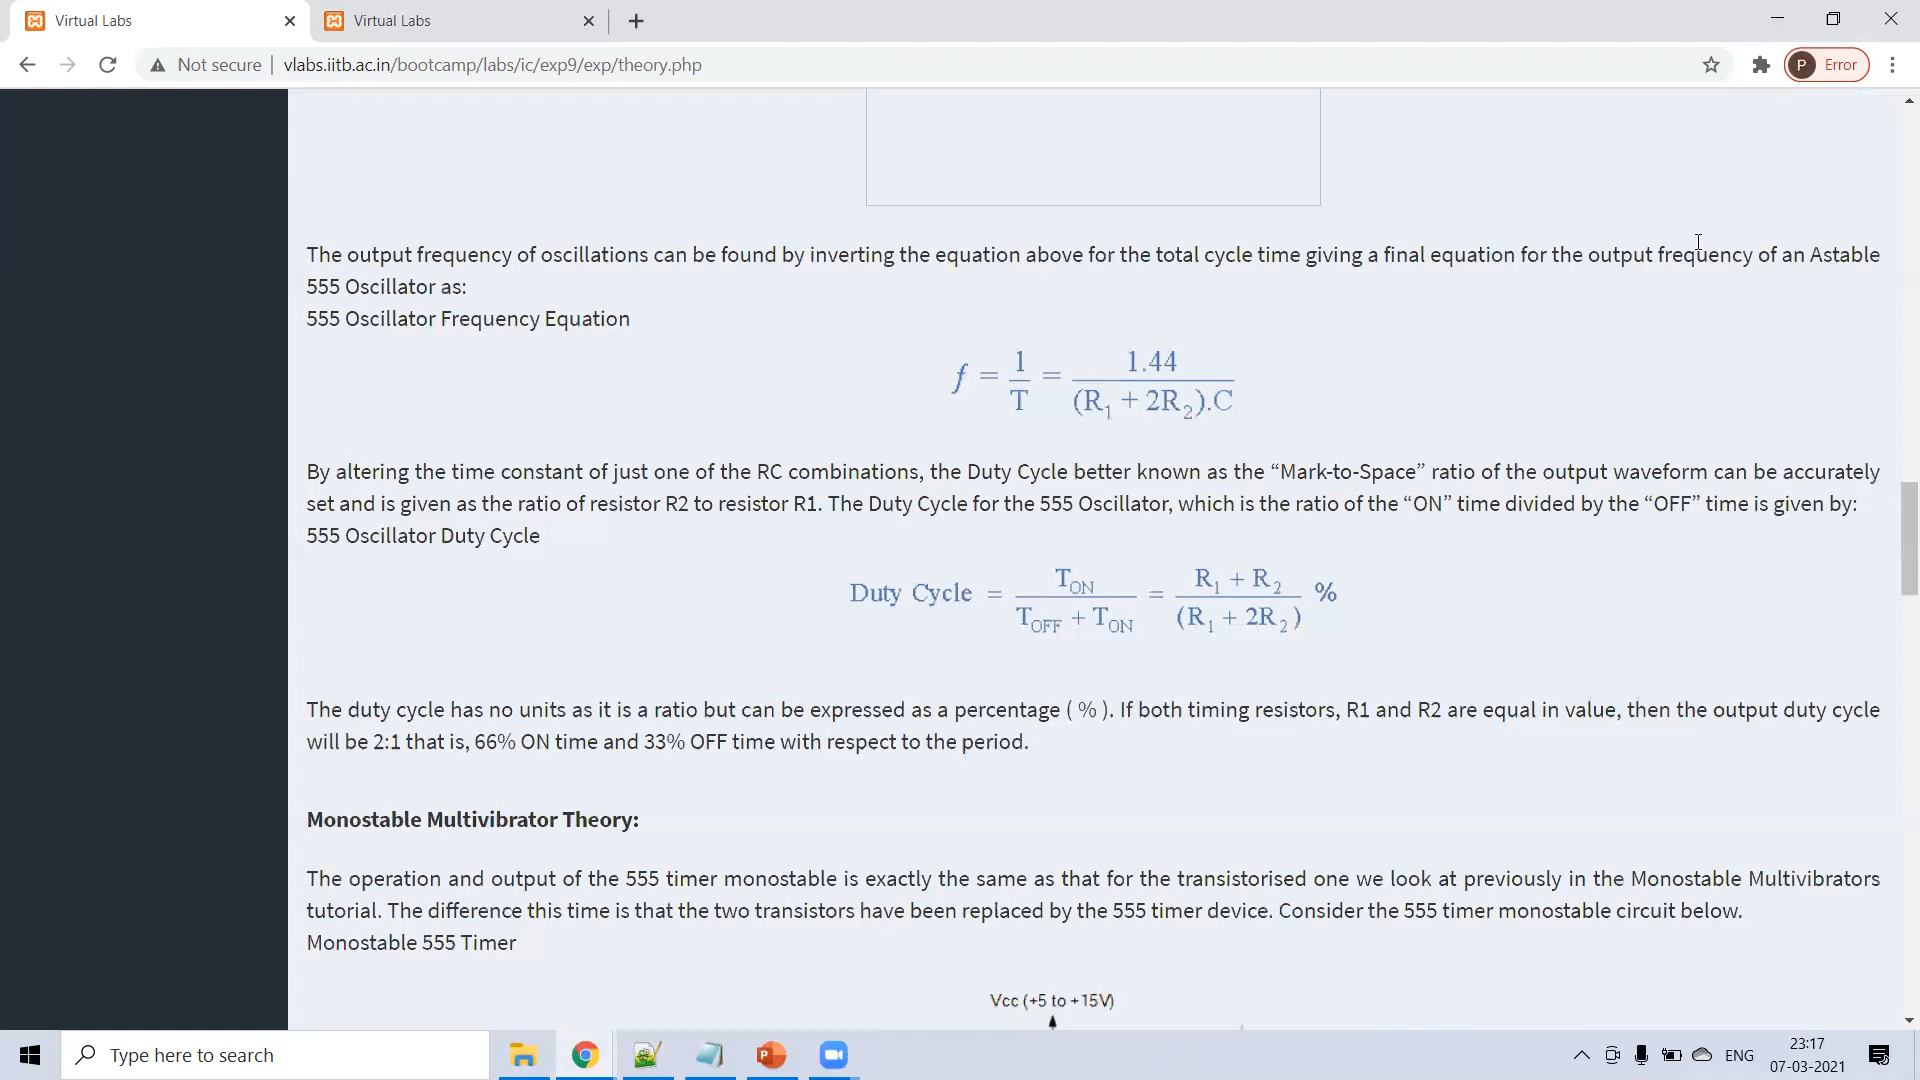 Virtual Labs
Virtual Labs
Not secure | vlabs.iitb.ac.in/bootcamp/labs/ic/exp9/exp/theory.php
P Error
The output frequency of oscillations can be found by inverting the equation above for the total cycle time giving a final equation for the output frequency of an Astable
555 Oscillator as:
555 Oscillator Frequency Equation
f = 1/T = 1.44/(R₁ + 2R₂).C
By altering the time constant of just one of the RC combinations, the Duty Cycle better known as the “Mark-to-Space” ratio of the output waveform can be accurately
set and is given as the ratio of resistor R2 to resistor R1. The Duty Cycle for the 555 Oscillator, which is the ratio of the “ON” time divided by the “OFF” time is given by:
555 Oscillator Duty Cycle
Duty Cycle = T_ON/(T_OFF + T_ON) = R₁ + R₂/(R₁ + 2R₂) %
The duty cycle has no units as it is a ratio but can be expressed as a percentage ( % ). If both timing resistors, R1 and R2 are equal in value, then the output duty cycle
will be 2:1 that is, 66% ON time and 33% OFF time with respect to the period.
Monostable Multivibrator Theory:
The operation and output of the 555 timer monostable is exactly the same as that for the transistorised one we look at previously in the Monostable Multivibrators
tutorial. The difference this time is that the two transistors have been replaced by the 555 timer device. Consider the 555 timer monostable circuit below.
Monostable 555 Timer
Vcc (+5 to +15V)
Type here to search
ENG
23:17
07-03-2021